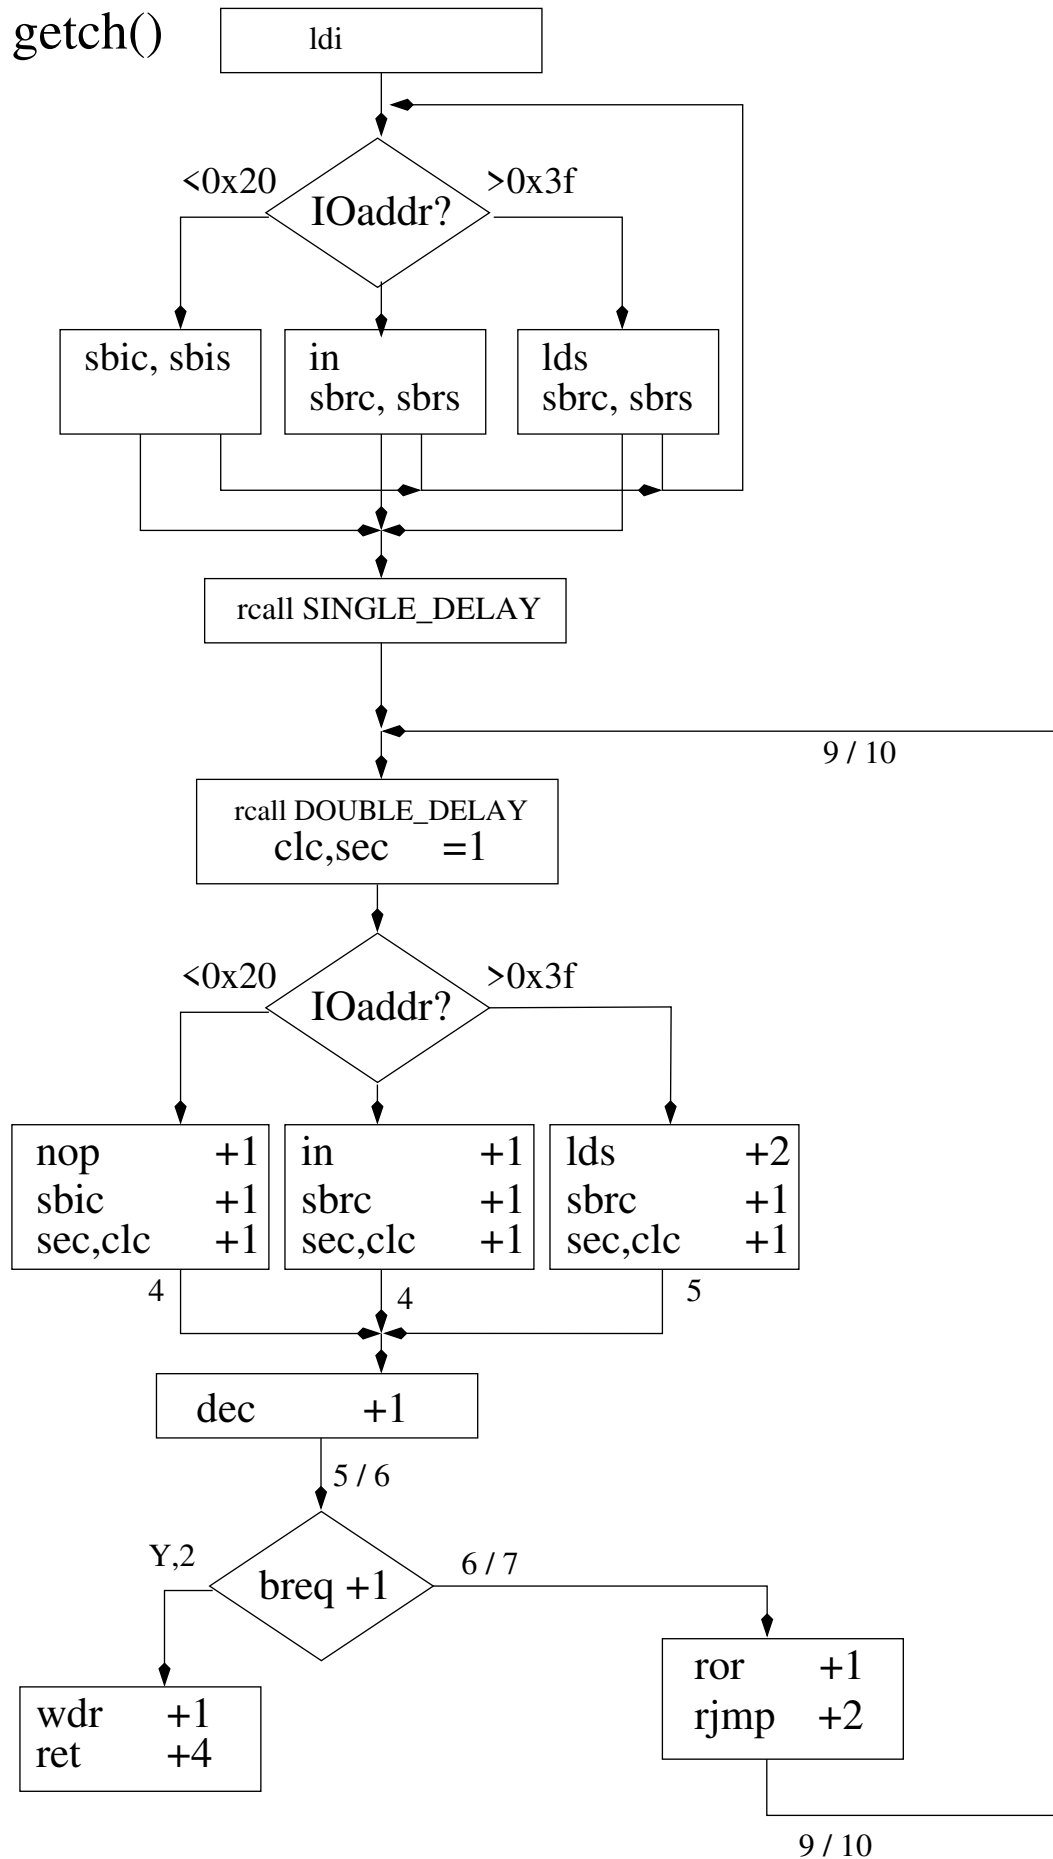 getch()
ldi
<0x20
>0x3f
IOaddr?
sbic, sbis
in
sbrc, sbrs
lds
sbrc, sbrs
rcall SINGLE_DELAY
9 / 10
rcall DOUBLE_DELAY
clc,sec =1
<0x20
>0x3f
IOaddr?
nop +1
sbic +1
sec,clc +1
in +1
sbrc +1
sec,clc +1
lds +2
sbrc +1
sec,clc +1
4
4
5
dec +1
5 / 6
Y,2
6 / 7
breq +1
ror +1
rjmp +2
wdr +1
ret +4
9 / 10